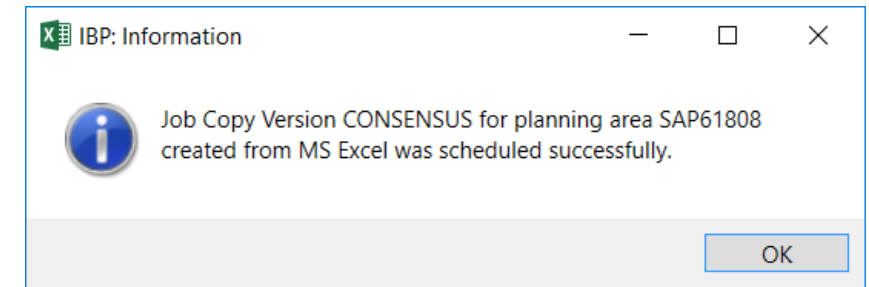 IBP: Information
Job Copy Version CONSENSUS for planning area SAP61808
created from MS Excel was scheduled successfully.
OK